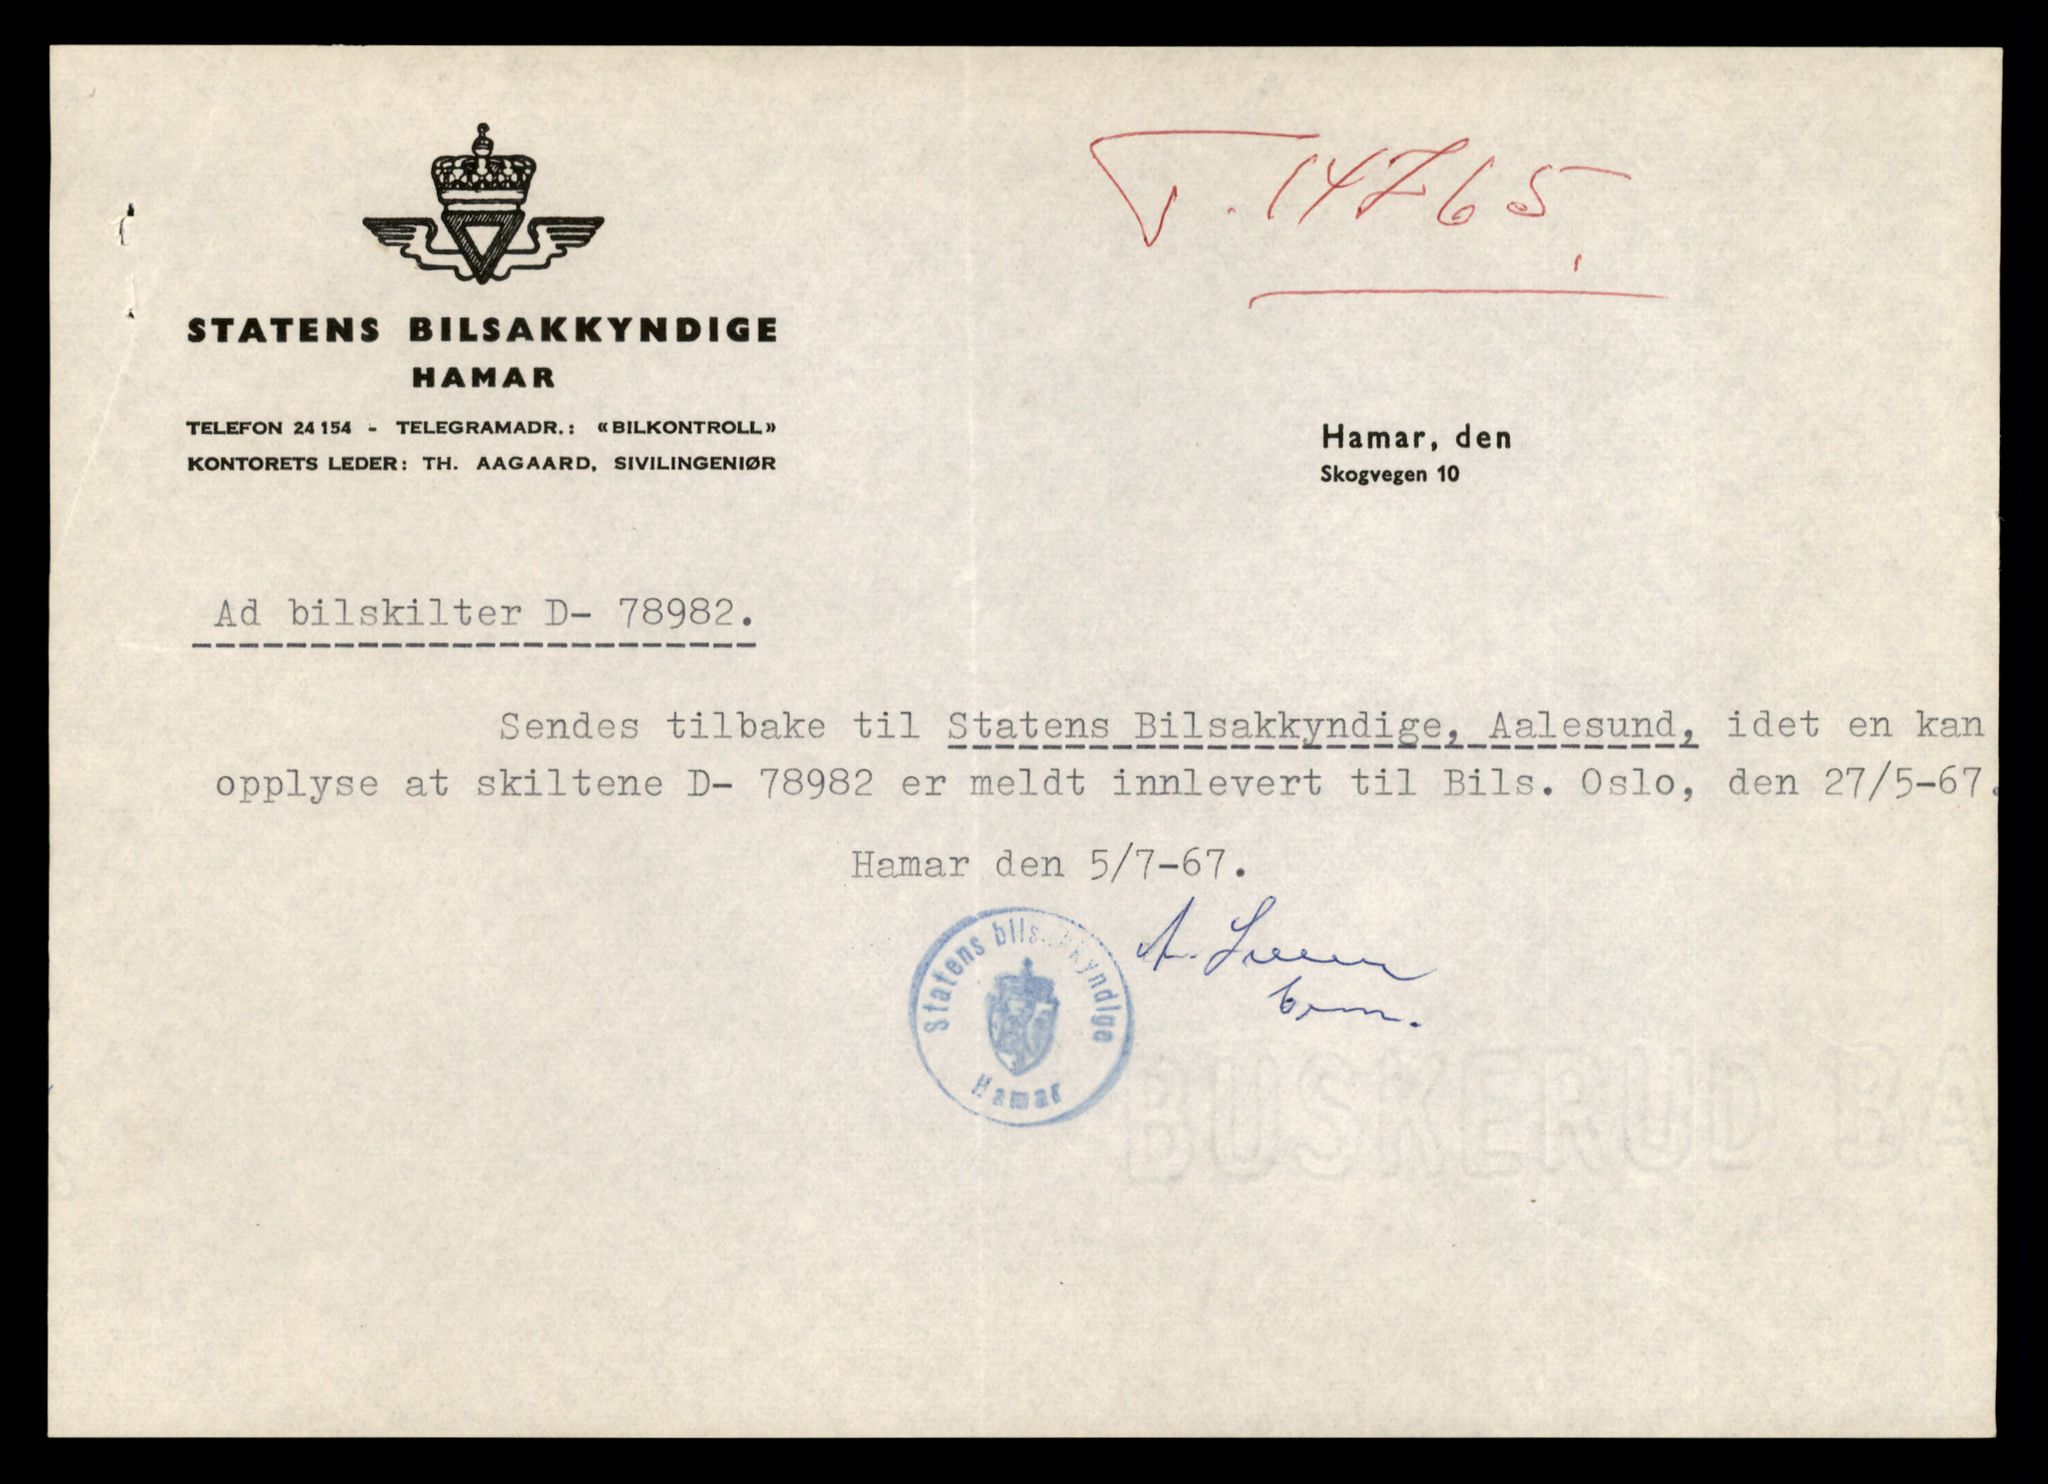 T. 14765.
STATENS BILSAKKYNDIGE
HAMAR
TELEFON 24 154 - TELEGRAMADR.: «BILKONTROLL»
KONTORETS LEDER: TH. AAGAARD, SIVILINGENIØR
Hamar, den
Skogvegen 10
Ad bilskilter D- 78982.
Sendes tilbake til Statens Bilsakkyndige, Aalesund, idet en kan
opplyse at skiltene D- 78982 er meldt innlevert til Bils. Oslo, den 27/5-67.
Hamar den 5/7-67.
Statens bilsakkyndige
Hamar
BUSKERUD BA